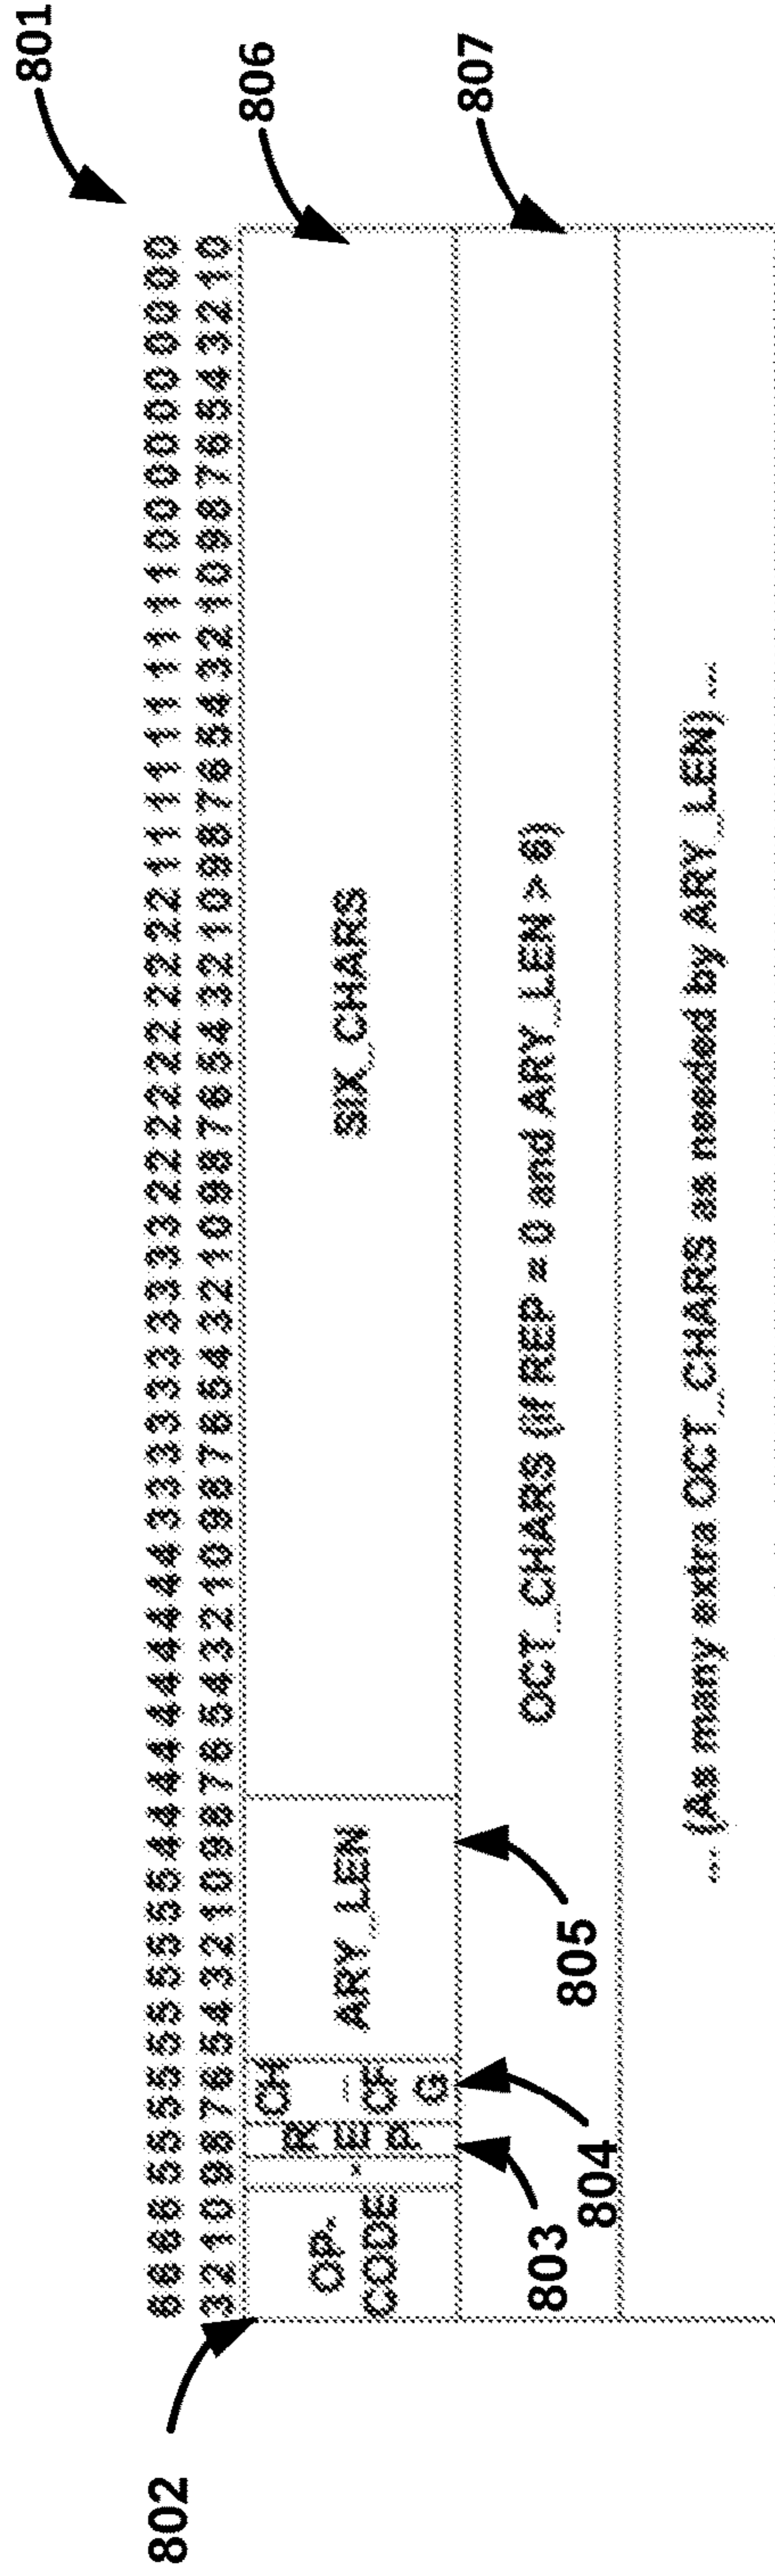 801
6 6 6 6 5 5 5 5 5 5 5 5 5 5 4 4 4 4 4 4 4 4 4 4 3 3 3 3 3 3 3 3 3 3 2 2 2 2 2 2 2 2 2 2 1 1 1 1 1 1 1 1 1 1 0 0 0 0 0 0 0 0 0 0
802
3 2 1 0 9 8 7 6 5 4 3 2 1 0 9 8 7 6 5 4 3 2 1 0 9 8 7 6 5 4 3 2 1 0 9 8 7 6 5 4 3 2 1 0 9 8 7 6 5 4 3 2 1 0 9 8 7 6 5 4 3 2 1 0
806
OP-
CODE
-
R
E
P
CH
_
CF
G
ARY_LEN
SIX_CHARS
807
803
804
805
OCT_CHARS (if REP = 0 and ARY_LEN > 6)
... (As many extra OCT_CHARS as needed by ARY_LEN) ...